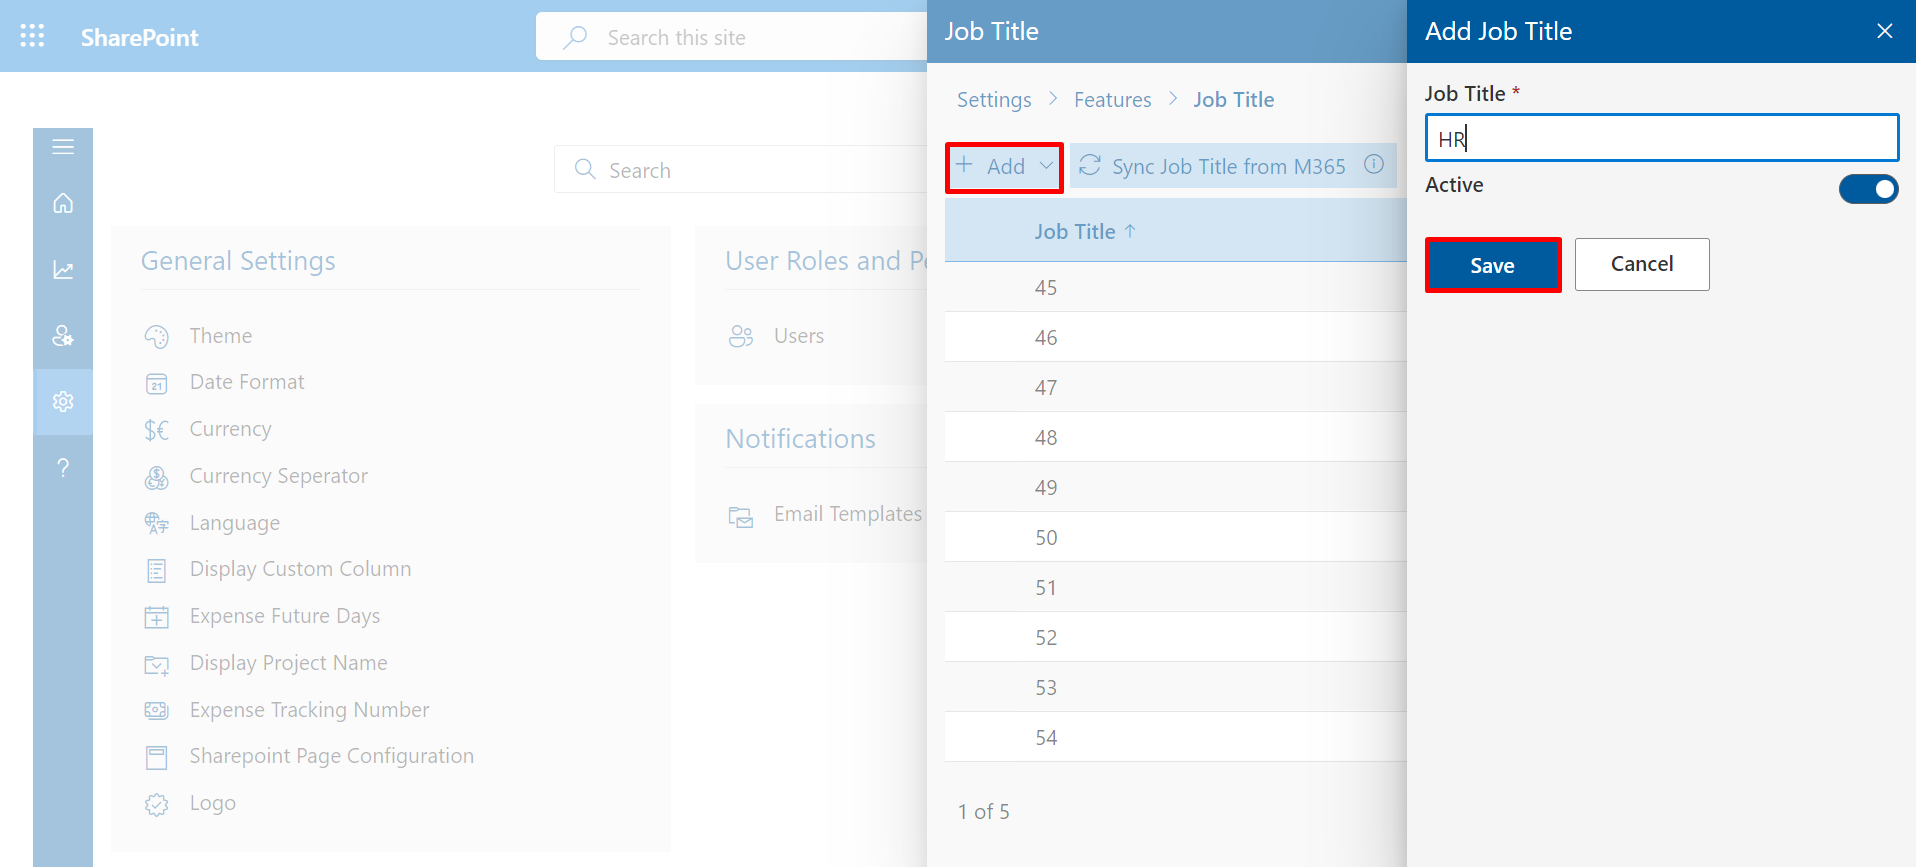 SharePoint
Search this site
Search
General Settings
Theme
Date Format
Currency
Currency Seperator
Language
Display Custom Column
Expense Future Days
Display Project Name
Expense Tracking Number
Sharepoint Page Configuration
Logo
User Roles and
Users
Notifications
Email Templates
Job Title
Settings > Features > Job Title
+ Add
Sync Job Title from M365
Job Title ↑
45
46
47
48
49
50
51
52
53
54
1 of 5
Add Job Title
Job Title *
HR
Active
Save
Cancel